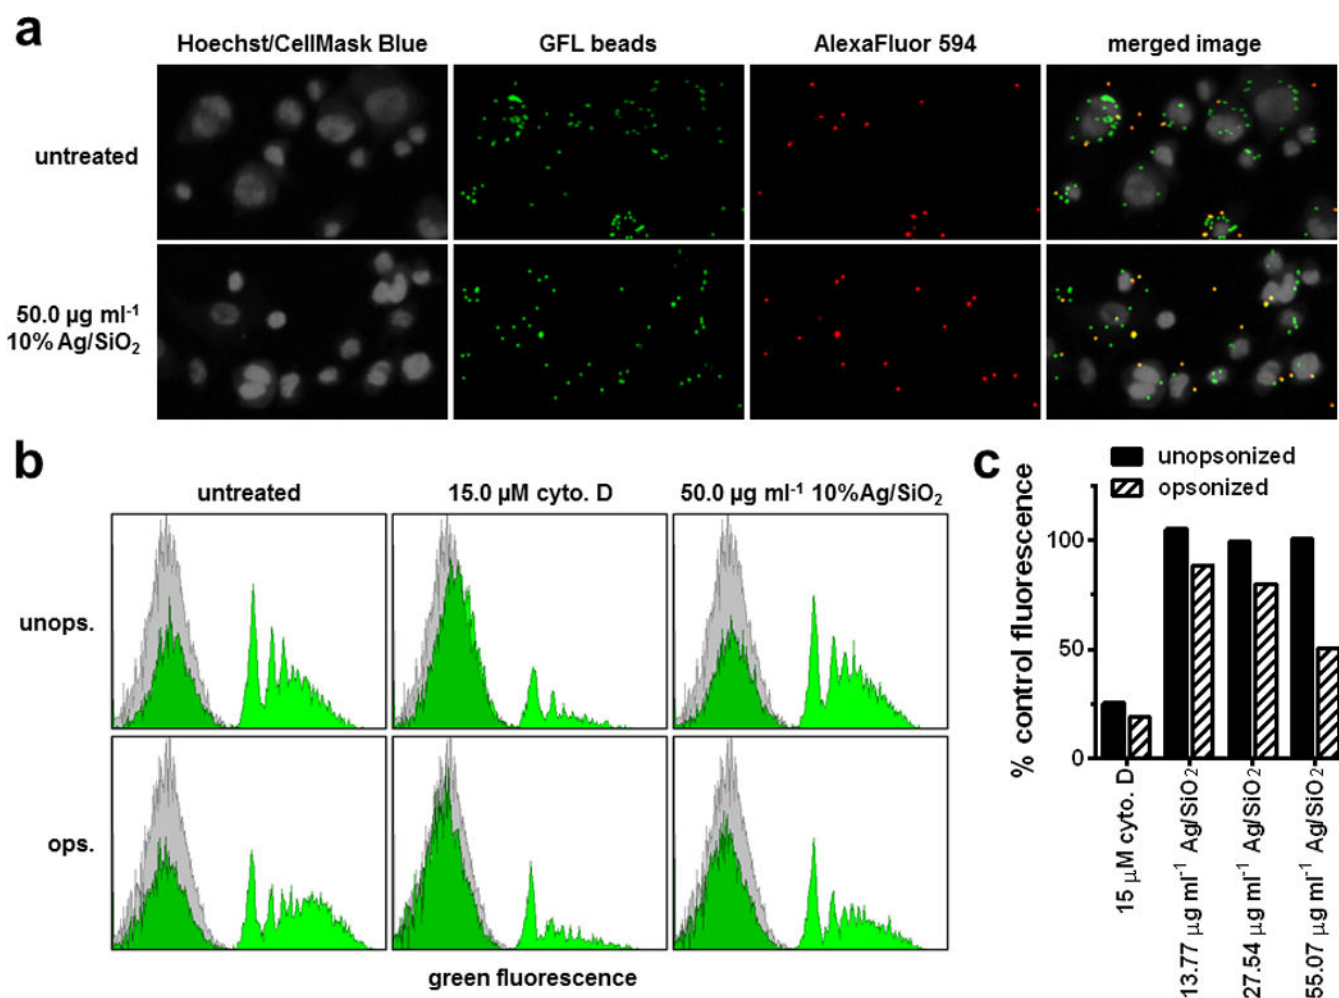 a
Hoechst/CellMask Blue
GFL beads
AlexaFluor 594
merged image
untreated
50.0 µg ml-1
10% Ag/SiO2
b
untreated
15.0 µM cyto. D
50.0 µg ml-1 10%Ag/SiO2
unops.
ops.
green fluorescence
c
unopsonized
opsonized
% control fluorescence
100
50
0
15 µM cyto. D
13.77 µg ml-1 Ag/SiO2
27.54 µg ml-1 Ag/SiO2
55.07 µg ml-1 Ag/SiO2